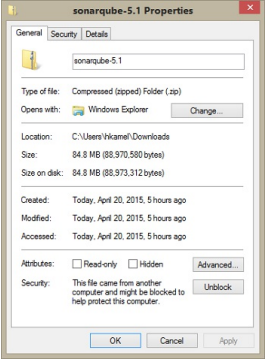 sonarqube-5.1 Properties
General Security Details
sonarqube-5.1
Type of file: Compressed (zipped) Folder (.zip)
Opens with: Windows Explorer Change...
Location: C:\Users\hkamel\Downloads
Size: 84.8 MB (88,970,580 bytes)
Size on disk: 84.8 MB (88,973,312 bytes)
Created: Today, April 20, 2015, 5 hours ago
Modified: Today, April 20, 2015, 5 hours ago
Accessed: Today, April 20, 2015, 5 hours ago
Attributes: Read-only Hidden Advanced...
Security: This file came from another
computer and might be blocked to
help protect this computer.
Unblock
OK Cancel Apply